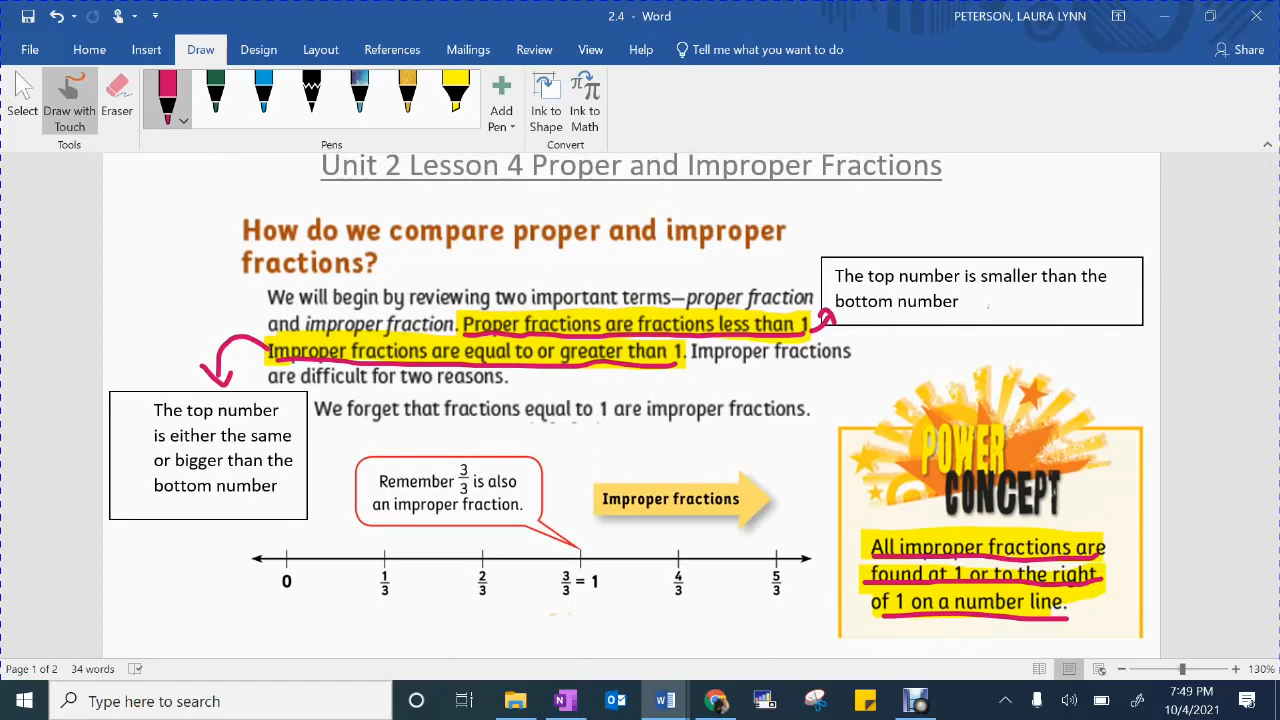 2.4 - Word
PETERSON, LAURA LYNN
File Home Insert Draw Design Layout References Mailings Review View Help Tell me what you want to do Share
Select
Draw with Touch
Eraser
Add Pen
Ink to Shape
Ink to Math
Tools
Pens
Convert
Unit 2 Lesson 4 Proper and Improper Fractions
How do we compare proper and improper
fractions?
The top number is smaller than the
bottom number
We will begin by reviewing two important terms—proper fraction
and improper fraction. Proper fractions are fractions less than 1.
Improper fractions are equal to or greater than 1. Improper fractions
are difficult for two reasons.
The top number
is either the same
or bigger than the
bottom number
We forget that fractions equal to 1 are improper fractions.
POWER
CONCEPT
Remember 3/3 is also
an improper fraction.
Improper fractions
All improper fractions are
found at 1 or to the right
of 1 on a number line.
0 1/3 2/3 3/3 = 1 4/3 5/3
Page 1 of 2 34 words 130%
Type here to search
7:49 PM
10/4/2021